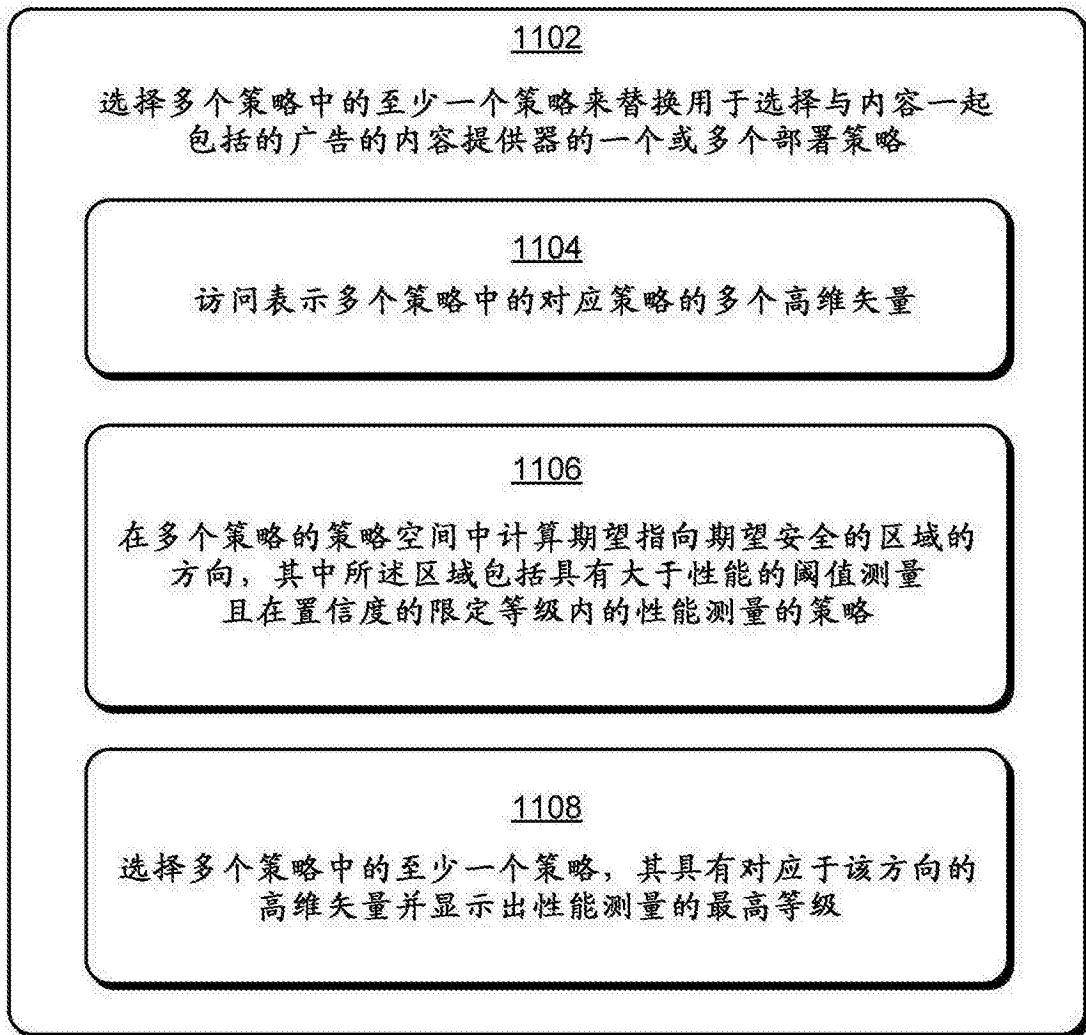 1102
选择多个策略中的至少一个策略来替换用于选择与内容一起
包括的广告的内容提供器的一个或多个部署策略
1104
访问表示多个策略中的对应策略的多个高维矢量
1106
在多个策略的策略空间中计算期望指向期望安全的区域的
方向，其中所述区域包括具有大于性能的阈值测量
且在置信度的限定等级内的性能测量的策略
1108
选择多个策略中的至少一个策略，其具有对应于该方向的
高维矢量并显示出性能测量的最高等级